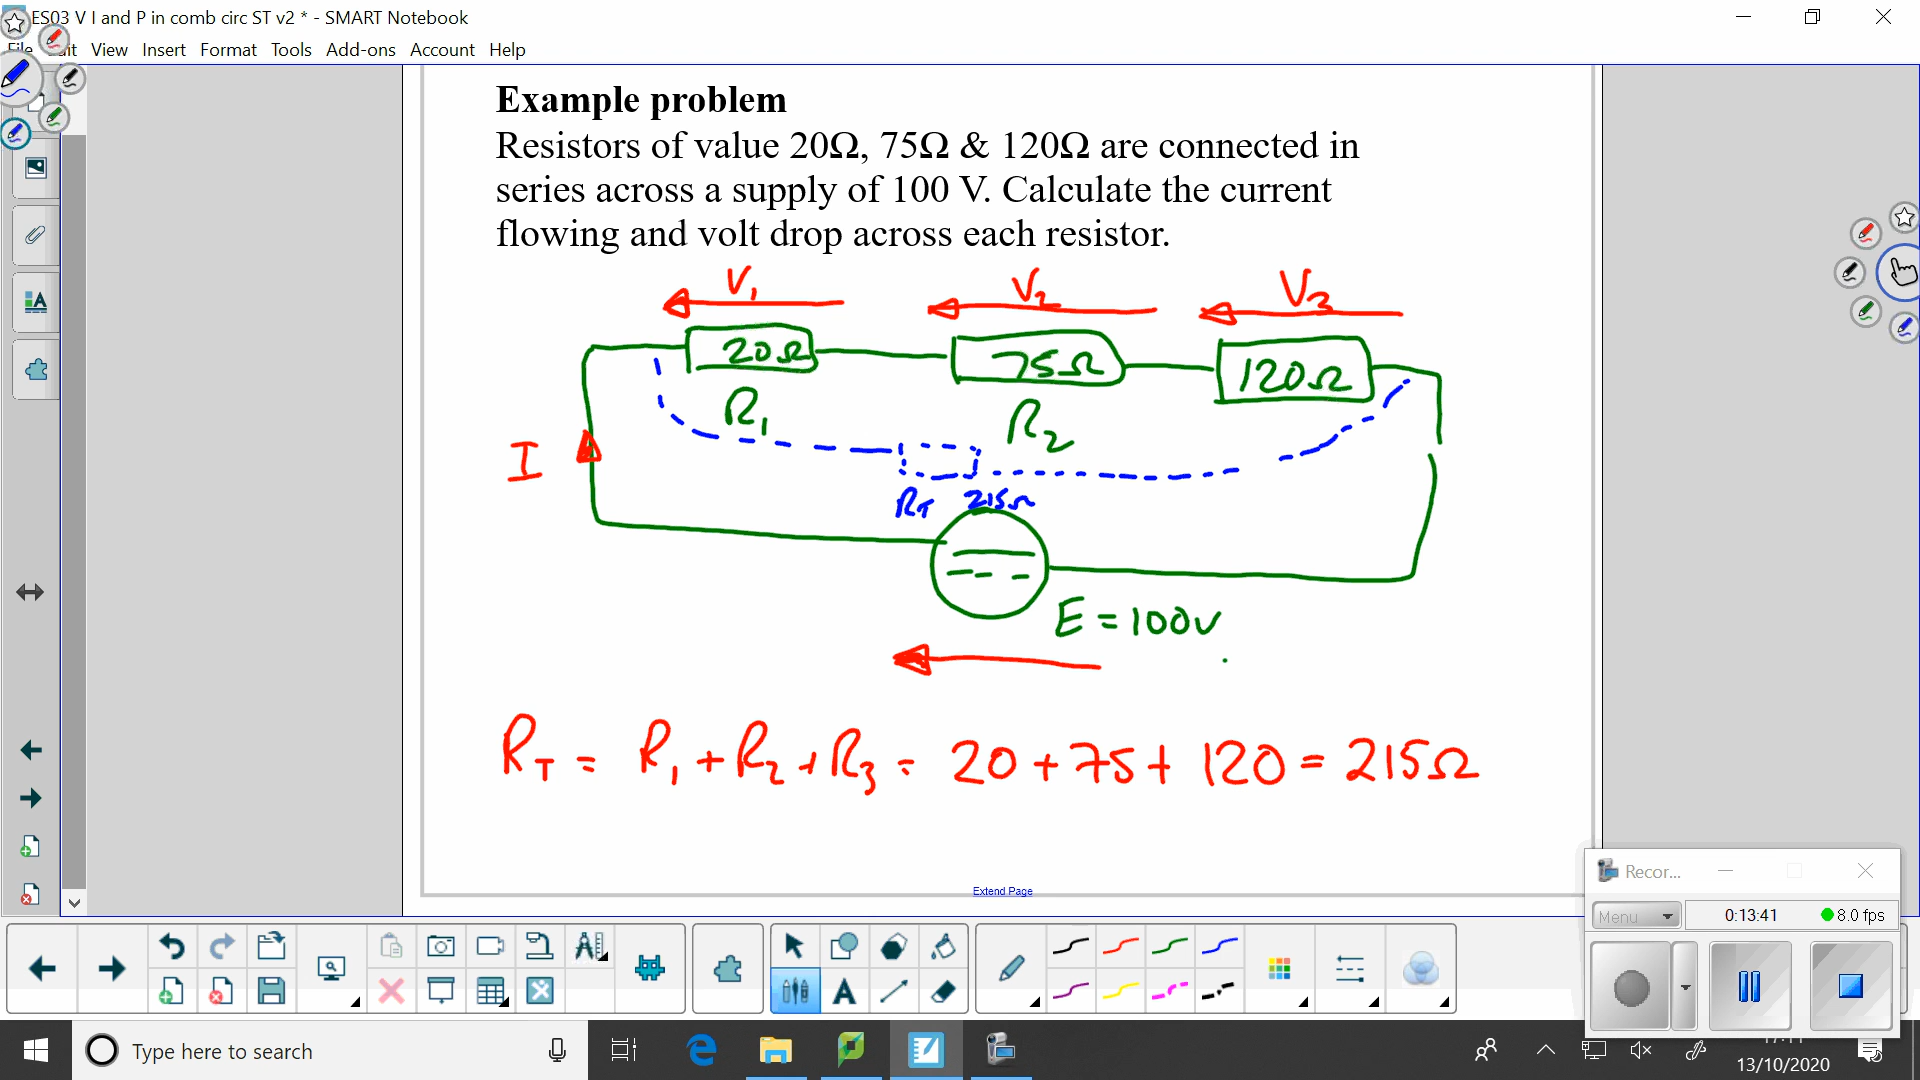 ES03 V I and P in comb circ ST v2 * - SMART Notebook
View Insert Format Tools Add-ons Account Help
Example problem
Resistors of value 20Ω, 75Ω & 120Ω are connected in
series across a supply of 100 V. Calculate the current
flowing and volt drop across each resistor.
V₁ V₂ V₃
20Ω 75Ω 120Ω
R₁ R₂
I
R_T 215Ω
E = 100V
R_T = R₁ + R₂ + R₃ = 20 + 75 + 120 = 215Ω
Extend Page
Recor...
Menu 0:13:41 8.0 fps
Type here to search
13/10/2020